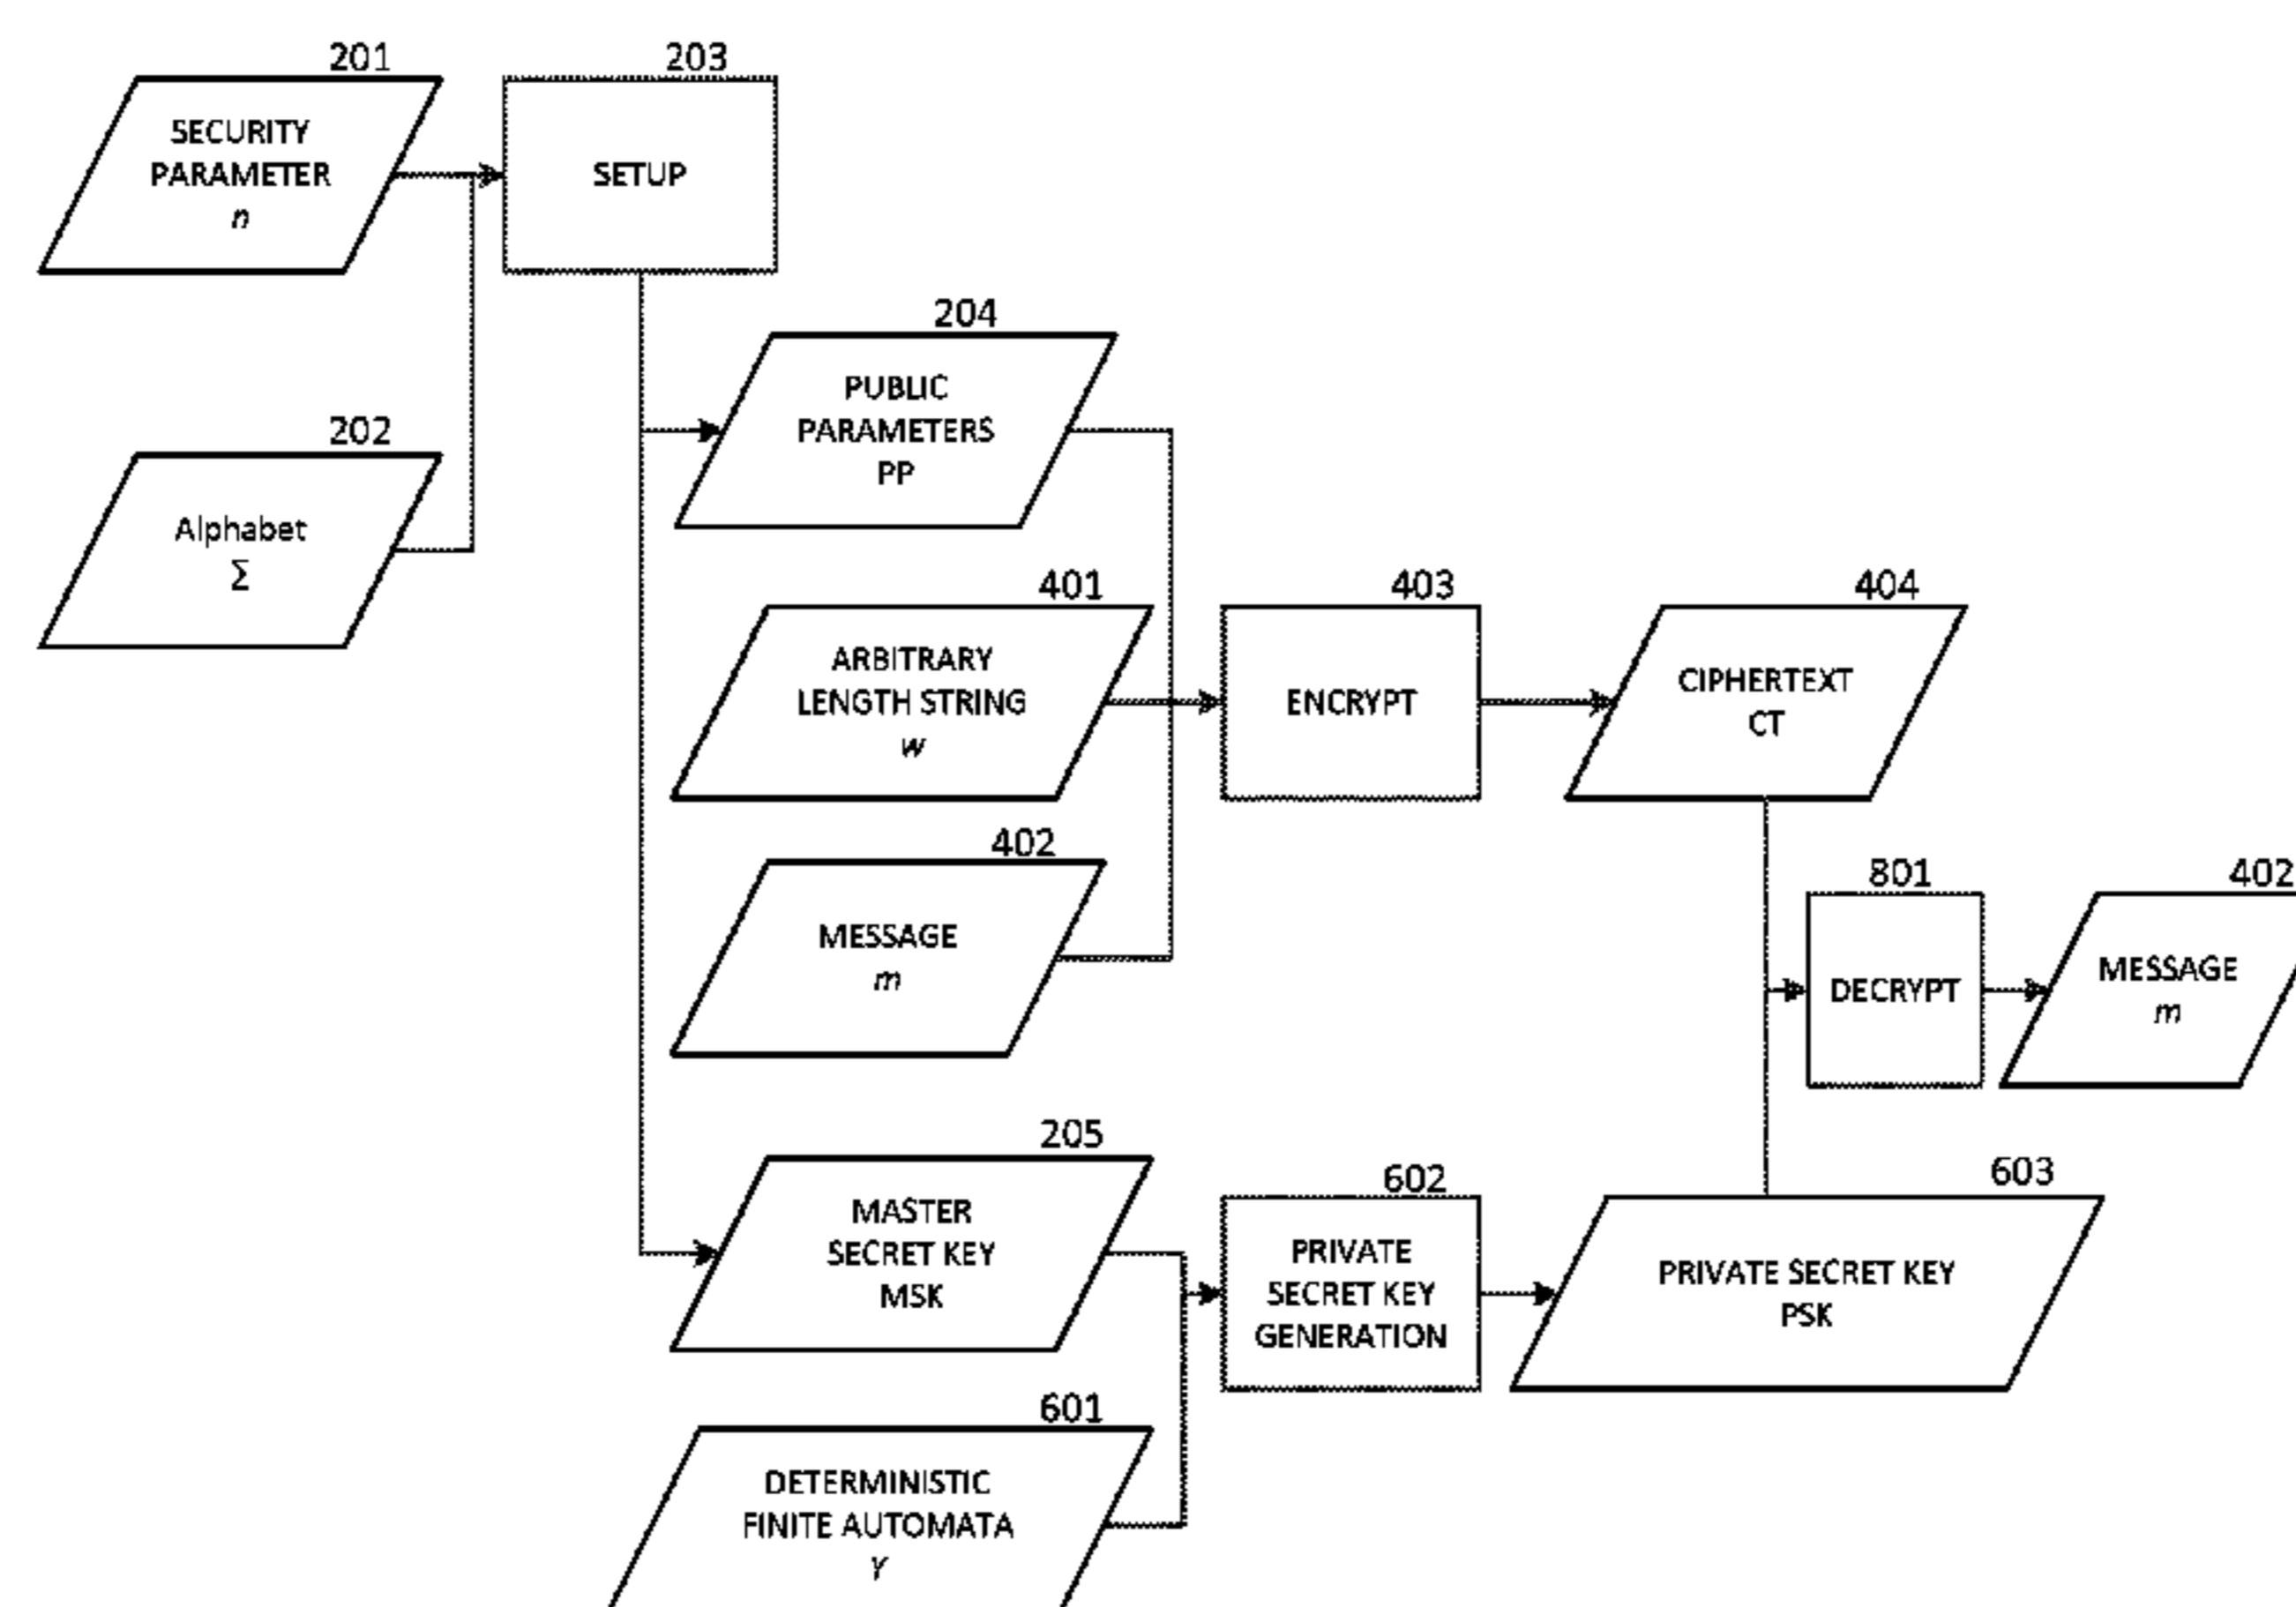 201
SECURITY
PARAMETER
n
203
SETUP
202
Alphabet
Σ
204
PUBLIC
PARAMETERS
PP
401
ARBITRARY
LENGTH STRING
w
403
ENCRYPT
404
CIPHERTEXT
CT
402
MESSAGE
m
801
DECRYPT
402
MESSAGE
m
205
MASTER
SECRET KEY
MSK
602
PRIVATE
SECRET KEY
GENERATION
603
PRIVATE SECRET KEY
PSK
601
DETERMINISTIC
FINITE AUTOMATA
Y